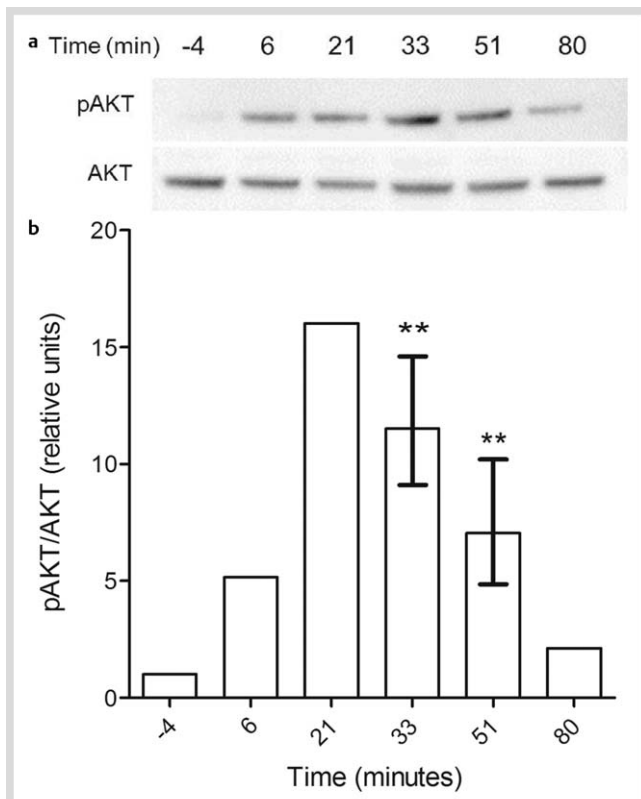 a Time (min) -4 6 21 33 51 80
pAKT
AKT
b
20
15
10
5
0
pAKT/AKT (relative units)
**
**
-4 6 21 33 51 80
Time (minutes)